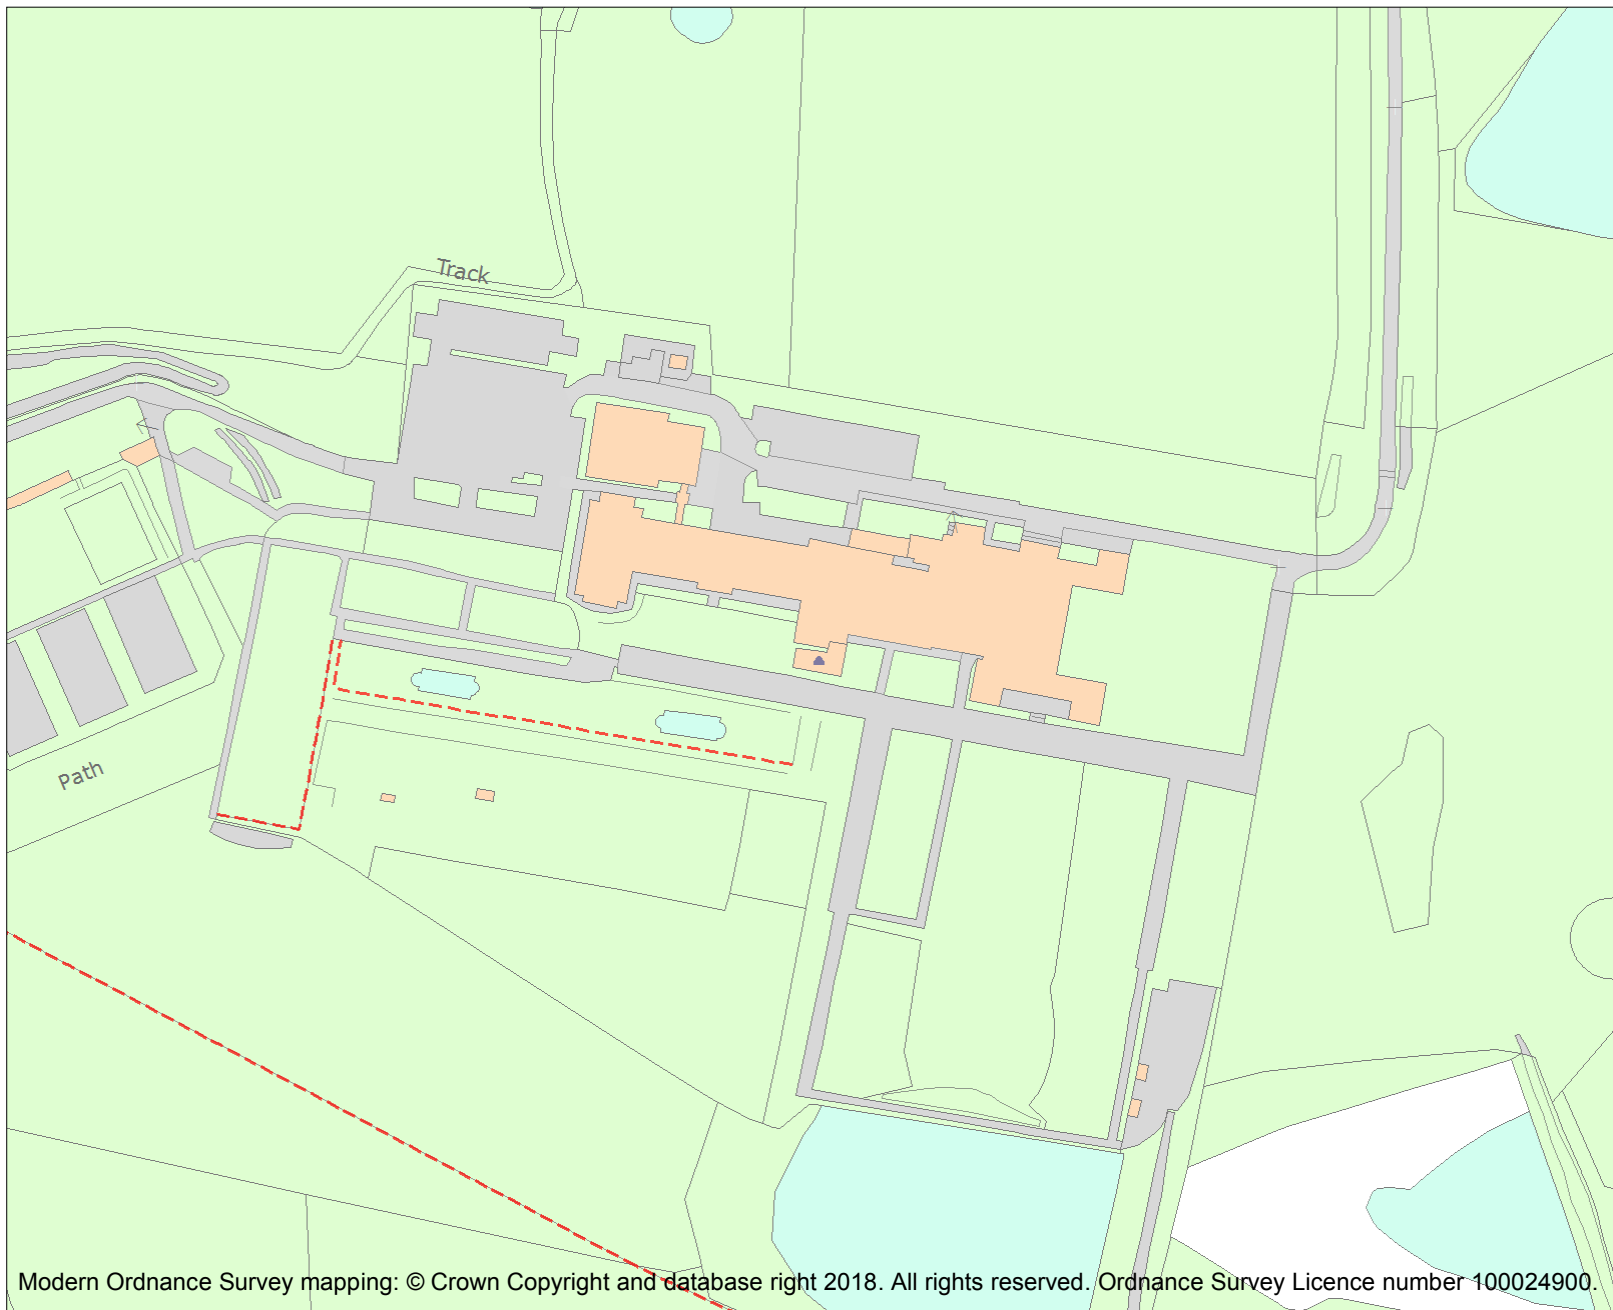 Track
Path
Modern Ordnance Survey mapping: © Crown Copyright and database right 2018. All rights reserved. Ordnance Survey Licence number 100024900.